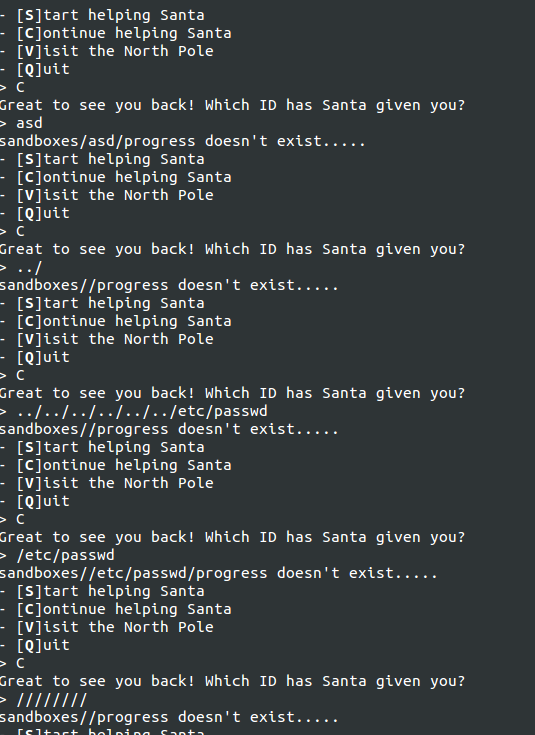 - [S]tart helping Santa
- [C]ontinue helping Santa
- [V]isit the North Pole
- [Q]uit
> C
Great to see you back! Which ID has Santa given you?
> asd
sandboxes/asd/progress doesn't exist.....
- [S]tart helping Santa
- [C]ontinue helping Santa
- [V]isit the North Pole
- [Q]uit
> C
Great to see you back! Which ID has Santa given you?
> ../
sandboxes//progress doesn't exist.....
- [S]tart helping Santa
- [C]ontinue helping Santa
- [V]isit the North Pole
- [Q]uit
> C
Great to see you back! Which ID has Santa given you?
> ../../../../../../etc/passwd
sandboxes//progress doesn't exist.....
- [S]tart helping Santa
- [C]ontinue helping Santa
- [V]isit the North Pole
- [Q]uit
> C
Great to see you back! Which ID has Santa given you?
> /etc/passwd
sandboxes//etc/passwd/progress doesn't exist.....
- [S]tart helping Santa
- [C]ontinue helping Santa
- [V]isit the North Pole
- [Q]uit
> C
Great to see you back! Which ID has Santa given you?
> ////////
sandboxes//progress doesn't exist.....
- [S]tart helping Santa